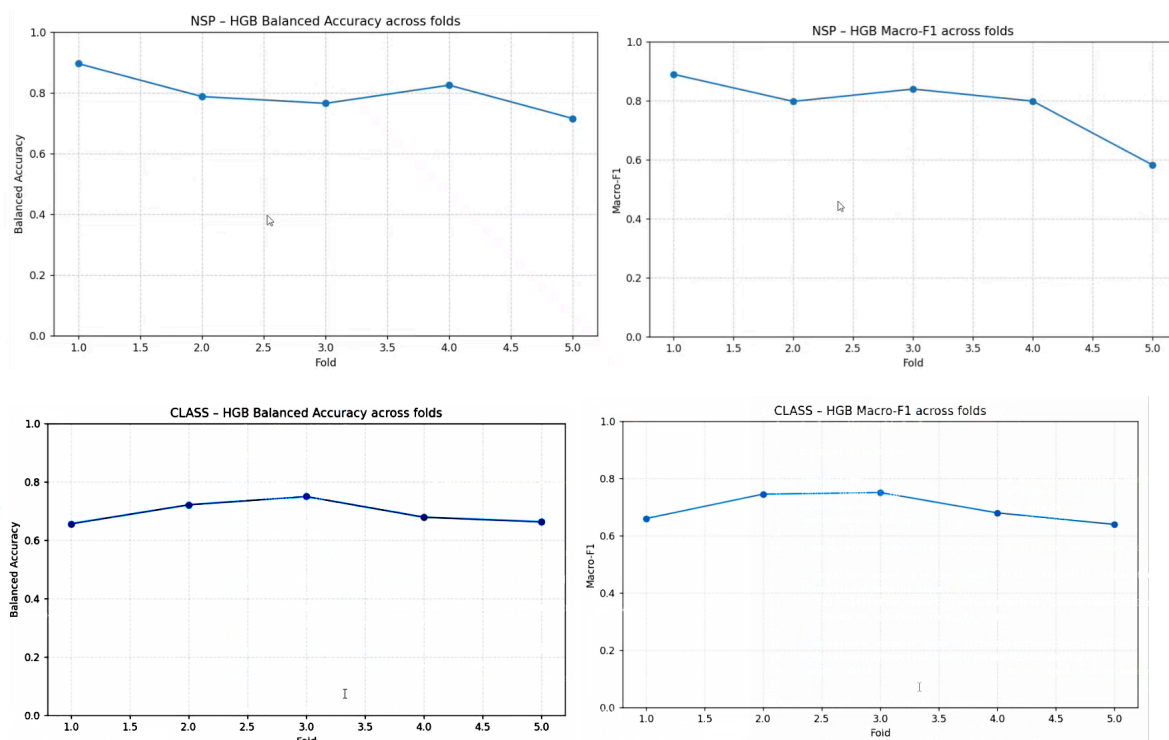 NSP – HGB Balanced Accuracy across folds
Balanced Accuracy
1.0
0.8
0.6
0.4
0.2
0.0
1.0 1.5 2.0 2.5 3.0 3.5 4.0 4.5 5.0
Fold
NSP – HGB Macro-F1 across folds
Macro-F1
1.0
0.8
0.6
0.4
0.2
0.0
1.0 1.5 2.0 2.5 3.0 3.5 4.0 4.5 5.0
Fold
CLASS – HGB Balanced Accuracy across folds
Balanced Accuracy
1.0
0.8
0.6
0.4
0.2
0.0
1.0 1.5 2.0 2.5 3.0 3.5 4.0 4.5 5.0
Fold
CLASS – HGB Macro-F1 across folds
Macro-F1
1.0
0.8
0.6
0.4
0.2
0.0
1.0 1.5 2.0 2.5 3.0 3.5 4.0 4.5 5.0
Fold